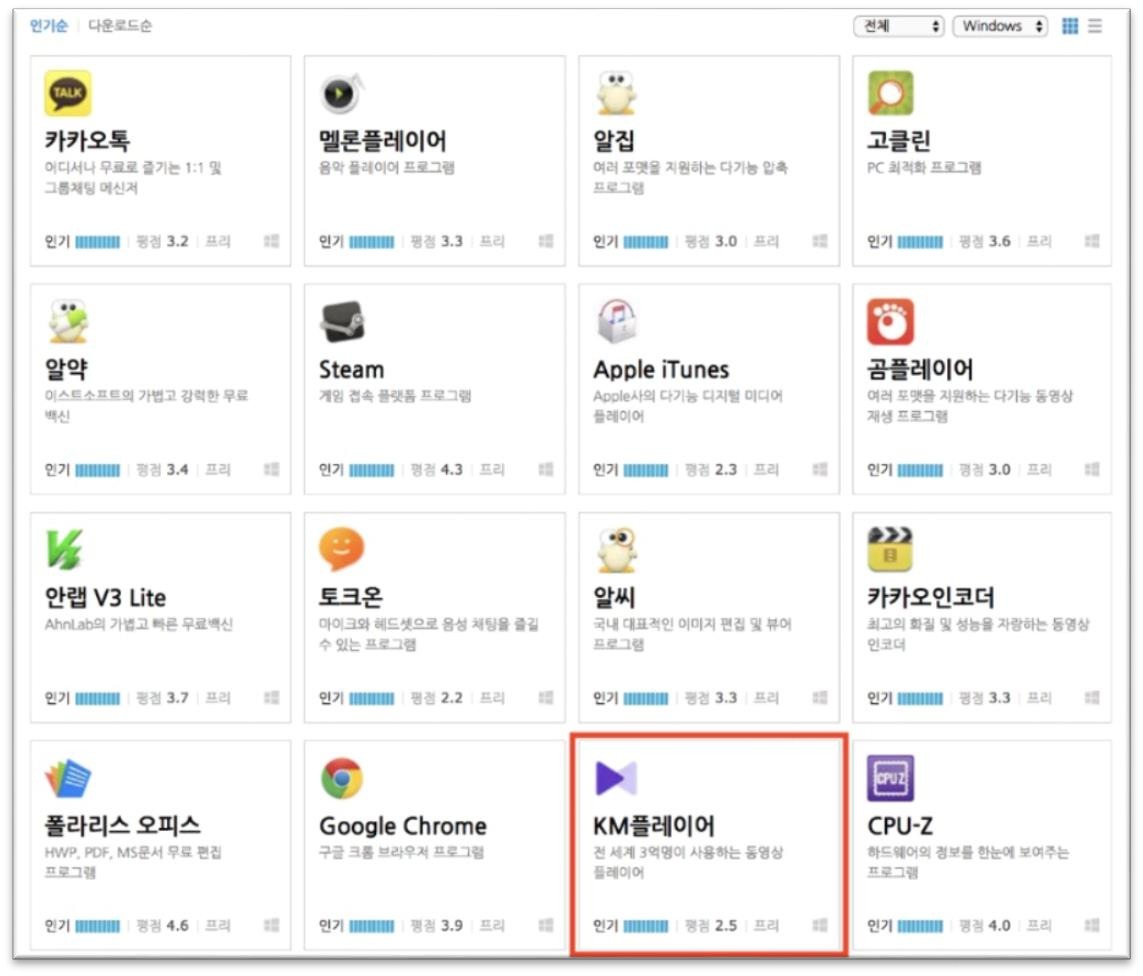 인기순 | 다운로드순 전체 Windows
TALK
카카오톡
어디서나 무료로 즐기는 1:1 및
그룹채팅 메신저
인기 | 평점 3.2 | 프리
멜론플레이어
음악 플레이어 프로그램
인기 | 평점 3.3 | 프리
알집
여러 포맷을 지원하는 다기능 압축
프로그램
인기 | 평점 3.0 | 프리
고클린
PC 최적화 프로그램
인기 | 평점 3.6 | 프리
알약
이스트소프트의 가볍고 강력한 무료
백신
인기 | 평점 3.4 | 프리
Steam
게임 접속 플랫폼 프로그램
인기 | 평점 4.3 | 프리
Apple iTunes
Apple사의 다기능 디지털 미디어
플레이어
인기 | 평점 2.3 | 프리
곰플레이어
여러 포맷을 지원하는 다기능 동영상
재생 프로그램
인기 | 평점 3.0 | 프리
안랩 V3 Lite
AhnLab의 가볍고 빠른 무료백신
인기 | 평점 3.7 | 프리
토크온
마이크와 헤드셋으로 음성 채팅을 즐길
수 있는 프로그램
인기 | 평점 2.2 | 프리
알씨
국내 대표적인 이미지 편집 및 뷰어
프로그램
인기 | 평점 3.3 | 프리
카카오인코더
최고의 화질 및 성능을 자랑하는 동영상
인코더
인기 | 평점 3.3 | 프리
폴라리스 오피스
HWP, PDF, MS문서 무료 편집
프로그램
인기 | 평점 4.6 | 프리
Google Chrome
구글 크롬 브라우저 프로그램
인기 | 평점 3.9 | 프리
KM플레이어
전 세계 3억명이 사용하는 동영상
플레이어
인기 | 평점 2.5 | 프리
CPU Z
CPU-Z
하드웨어의 정보를 한눈에 보여주는
프로그램
인기 | 평점 4.0 | 프리